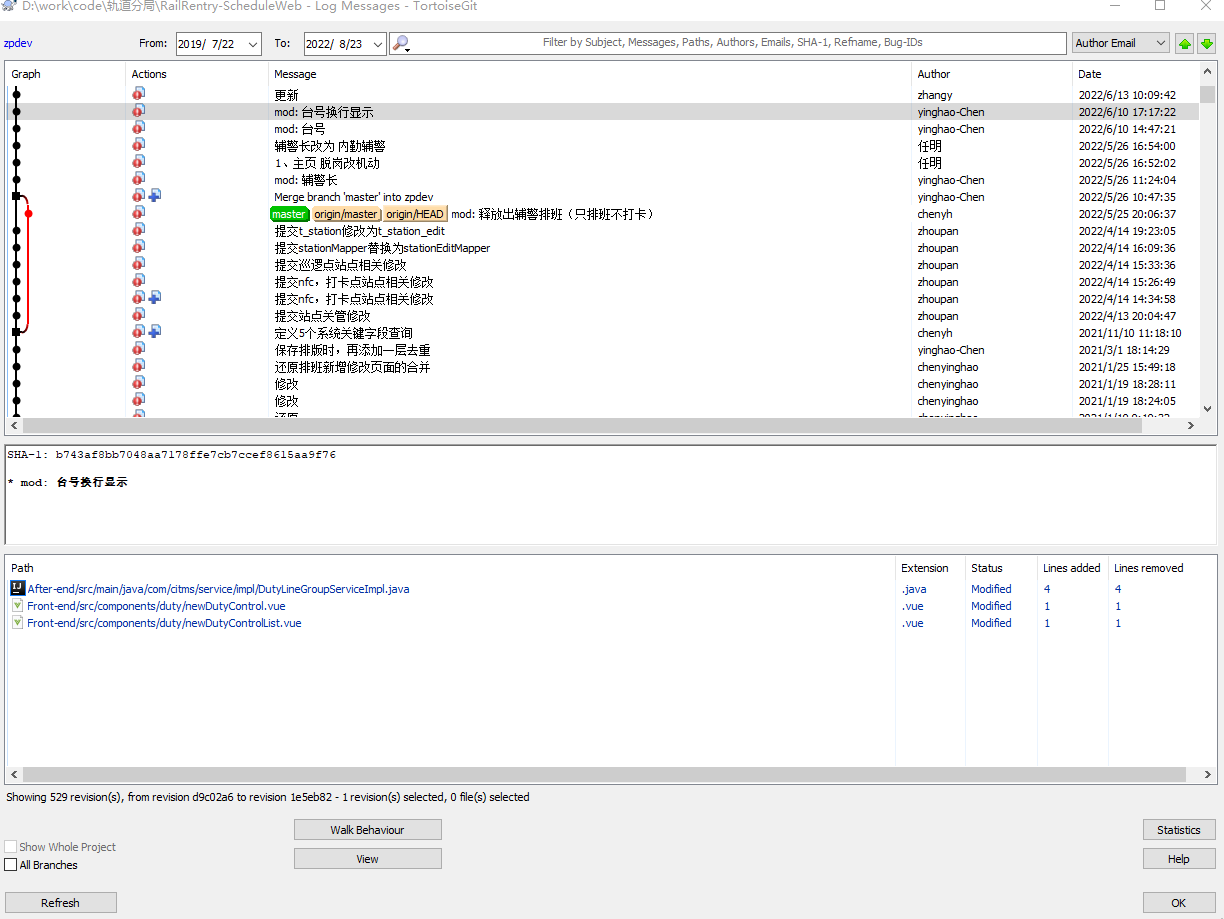 D:\work\code\轨道分局\RailRentry-ScheduleWeb - Log Messages - TortoiseGit
zpdev From: 2019/ 7/22 To: 2022/ 8/23 Filter by Subject, Messages, Paths, Authors, Emails, SHA-1, Refname, Bug-IDs Author Email
Graph Actions Message Author Date
更新 zhangy 2022/6/13 10:09:42
mod: 台号换行显示 yinghao-Chen 2022/6/10 17:17:22
mod: 台号 yinghao-Chen 2022/6/10 14:47:21
辅警长改为 内勤辅警 任明 2022/5/26 16:54:00
1、主页 脱岗改机动 任明 2022/5/26 16:52:02
mod: 辅警长 yinghao-Chen 2022/5/26 11:24:04
Merge branch 'master' into zpdev yinghao-Chen 2022/5/26 10:47:35
master origin/master origin/HEAD mod: 释放出辅警排班（只排班不打卡） chenyh 2022/5/25 20:06:37
提交t_station修改为t_station_edit zhoupan 2022/4/14 19:23:05
提交stationMapper替换为stationEditMapper zhoupan 2022/4/14 16:09:36
提交巡逻点站点相关修改 zhoupan 2022/4/14 15:33:36
提交nfc，打卡点站点相关修改 zhoupan 2022/4/14 15:26:49
提交nfc，打卡点站点相关修改 zhoupan 2022/4/14 14:34:58
提交站点关管修改 zhoupan 2022/4/13 20:04:47
定义5个系统关键字段查询 chenyh 2021/11/10 11:18:10
保存排版时，再添加一层去重 yinghao-Chen 2021/3/1 18:14:29
还原排班新增修改页面的合并 chenyinghao 2021/1/25 15:49:18
修改 chenyinghao 2021/1/19 18:28:11
修改 chenyinghao 2021/1/19 18:24:05
SHA-1: b743af8bb7048aa7178ffe7cb7ccef8615aa9f76
* mod: 台号换行显示
Path Extension Status Lines added Lines removed
After-end/src/main/java/com/citms/service/impl/DutyLineGroupServiceImpl.java .java Modified 4 4
Front-end/src/components/duty/newDutyControl.vue .vue Modified 1 1
Front-end/src/components/duty/newDutyControlList.vue .vue Modified 1 1
Showing 529 revision(s), from revision d9c02a6 to revision 1e5eb82 - 1 revision(s) selected, 0 file(s) selected
Walk Behaviour Statistics
Show Whole Project
View Help
All Branches
Refresh OK